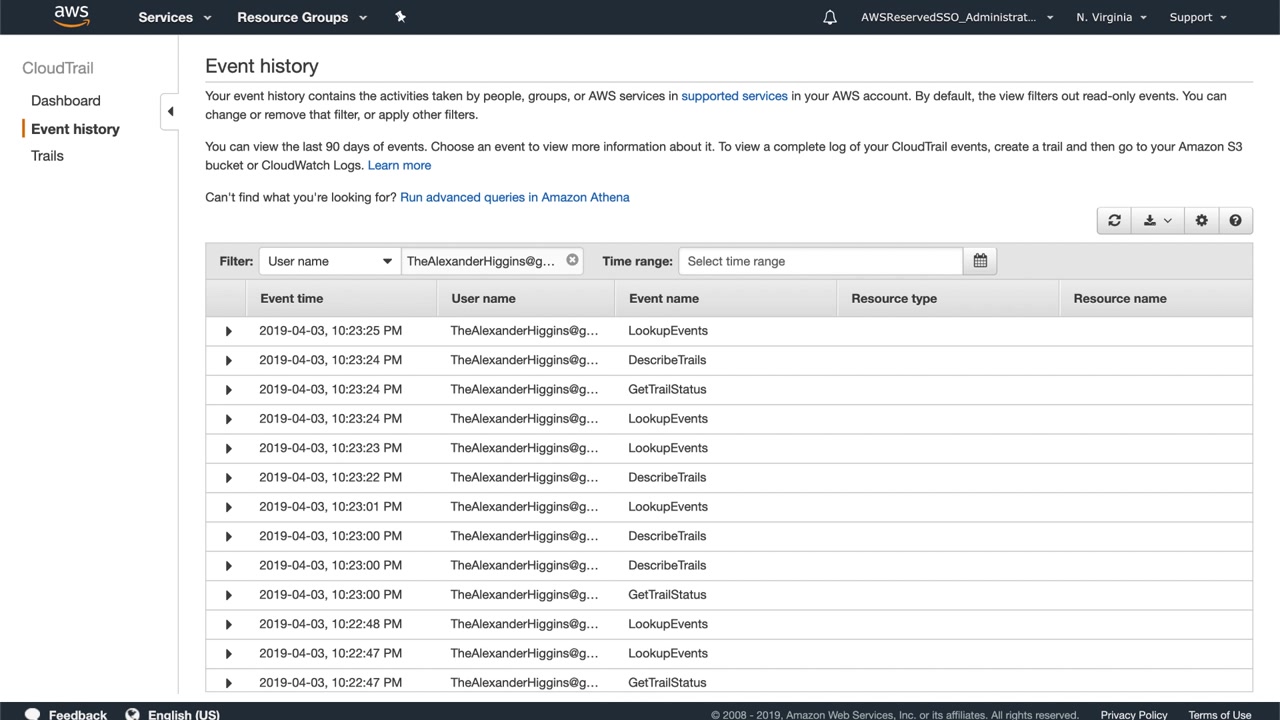 aws Services Resource Groups AWSReservedSSO_Administrat... N. Virginia Support
CloudTrail
Dashboard
Event history
Trails
Event history
Your event history contains the activities taken by people, groups, or AWS services in supported services in your AWS account. By default, the view filters out read-only events. You can
change or remove that filter, or apply other filters.
You can view the last 90 days of events. Choose an event to view more information about it. To view a complete log of your CloudTrail events, create a trail and then go to your Amazon S3
bucket or CloudWatch Logs. Learn more
Can't find what you're looking for? Run advanced queries in Amazon Athena
Filter: User name TheAlexanderHiggins@g... Time range: Select time range
Event time User name Event name Resource type Resource name
2019-04-03, 10:23:25 PM TheAlexanderHiggins@g... LookupEvents
2019-04-03, 10:23:24 PM TheAlexanderHiggins@g... DescribeTrails
2019-04-03, 10:23:24 PM TheAlexanderHiggins@g... GetTrailStatus
2019-04-03, 10:23:24 PM TheAlexanderHiggins@g... LookupEvents
2019-04-03, 10:23:23 PM TheAlexanderHiggins@g... LookupEvents
2019-04-03, 10:23:22 PM TheAlexanderHiggins@g... DescribeTrails
2019-04-03, 10:23:01 PM TheAlexanderHiggins@g... LookupEvents
2019-04-03, 10:23:00 PM TheAlexanderHiggins@g... DescribeTrails
2019-04-03, 10:23:00 PM TheAlexanderHiggins@g... DescribeTrails
2019-04-03, 10:23:00 PM TheAlexanderHiggins@g... GetTrailStatus
2019-04-03, 10:22:48 PM TheAlexanderHiggins@g... LookupEvents
2019-04-03, 10:22:47 PM TheAlexanderHiggins@g... LookupEvents
2019-04-03, 10:22:47 PM TheAlexanderHiggins@g... GetTrailStatus
Feedback English (US) © 2008 - 2019, Amazon Web Services, Inc. or its affiliates. All rights reserved. Privacy Policy Terms of Use